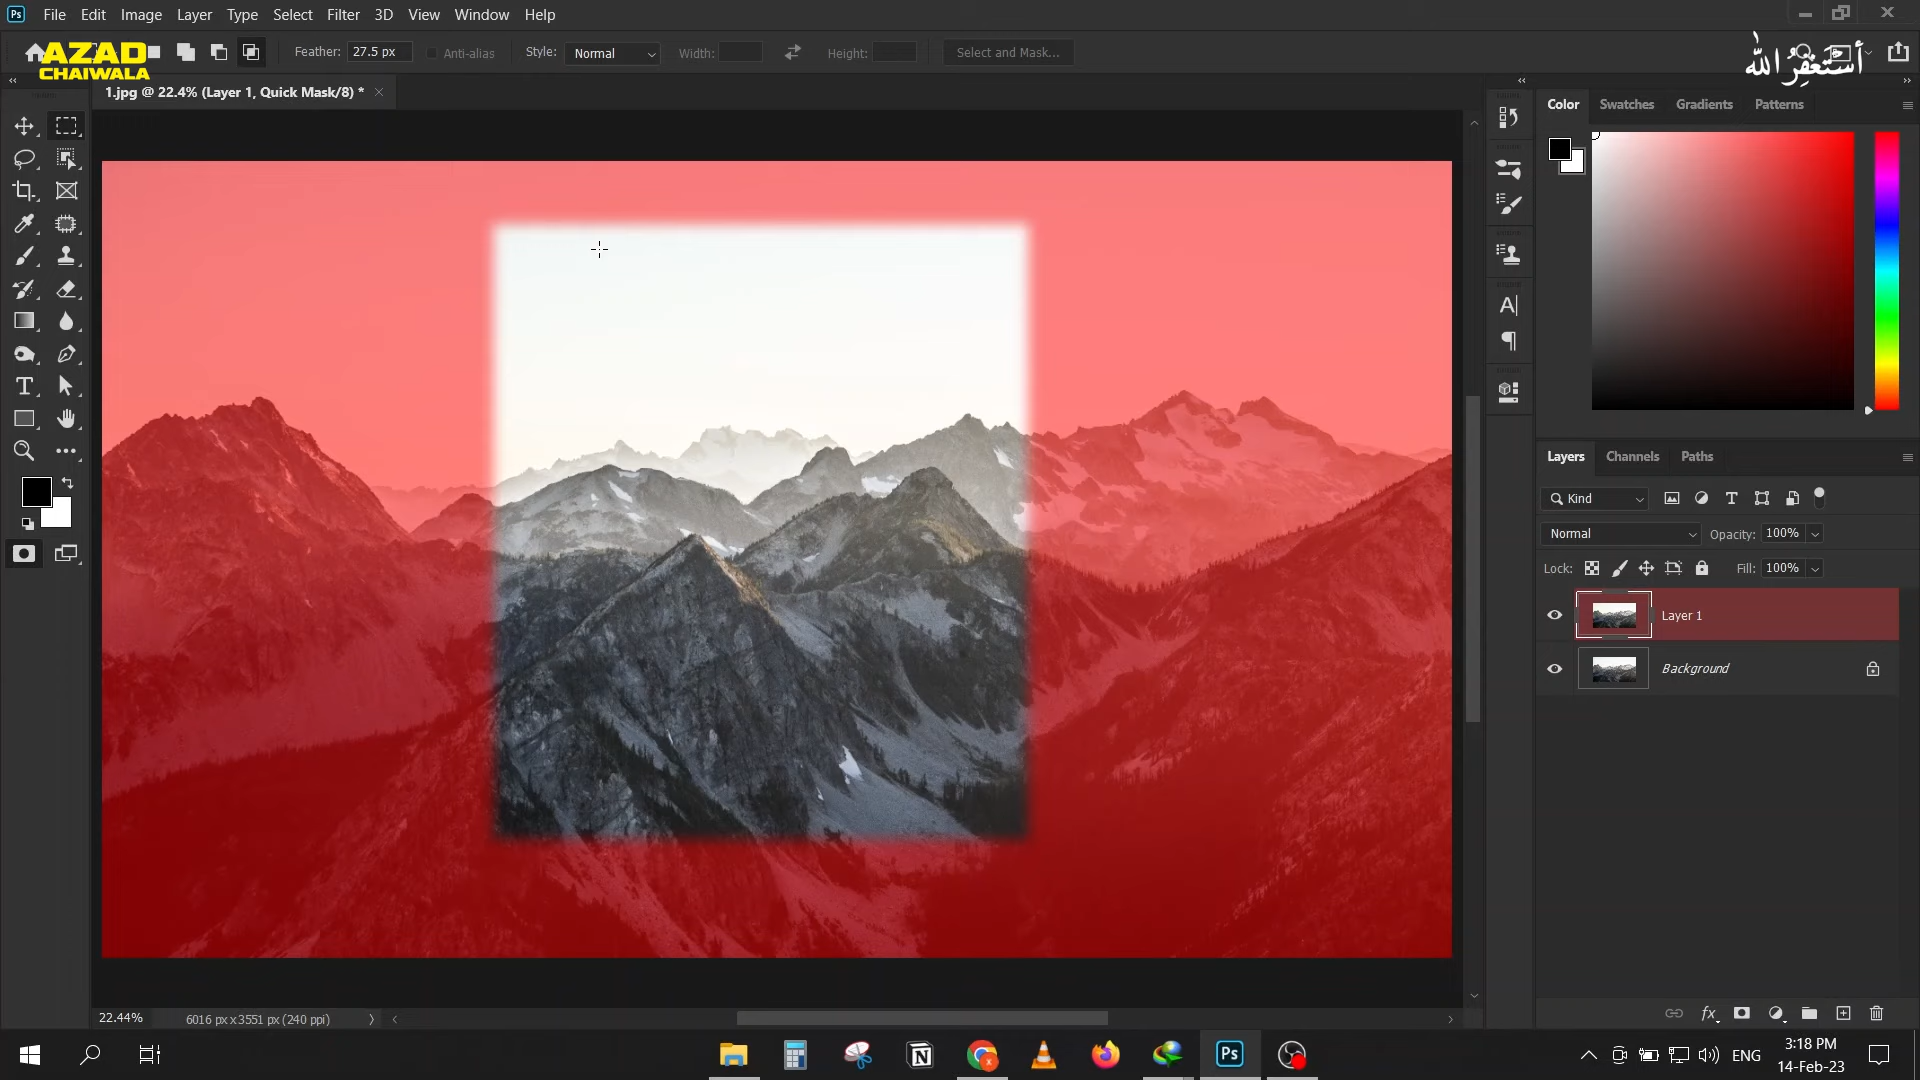 File Edit Image Layer Type Select Filter 3D View Window Help
AZAD
CHAIWALA
Feather: 27.5 px Anti-alias Style: Normal Width: Height: Select and Mask...
أستغفر الله
1.jpg @ 22.4% (Layer 1, Quick Mask/8) *
Color Swatches Gradients Patterns
Layers Channels Paths
Kind
Normal Opacity: 100%
Lock: Fill: 100%
Layer 1
Background
22.44% 6016 px x 3551 px (240 ppi)
ENG
3:18 PM
14-Feb-23